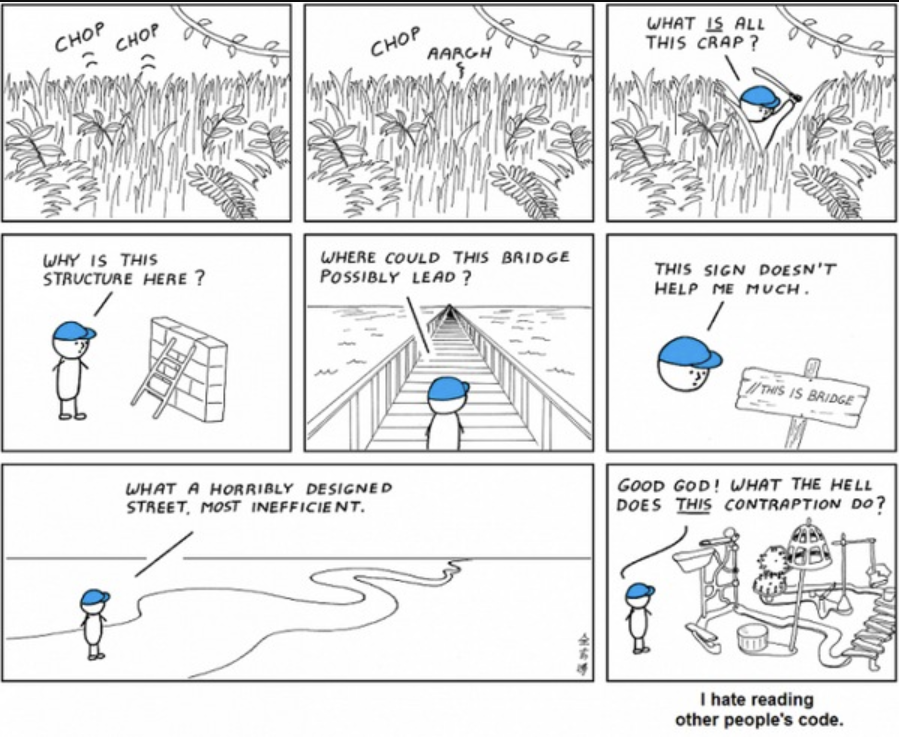 CHOP CHOP
CHOP
AARGH
WHAT IS ALL
THIS CRAP?
WHY IS THIS
STRUCTURE HERE?
WHERE COULD THIS BRIDGE
POSSIBLY LEAD?
THIS SIGN DOESN'T
HELP ME MUCH.
//THIS IS BRIDGE
WHAT A HORRIBLY DESIGNED
STREET, MOST INEFFICIENT.
GOOD GOD! WHAT THE HELL
DOES THIS CONTRAPTION DO?
I hate reading
other people's code.